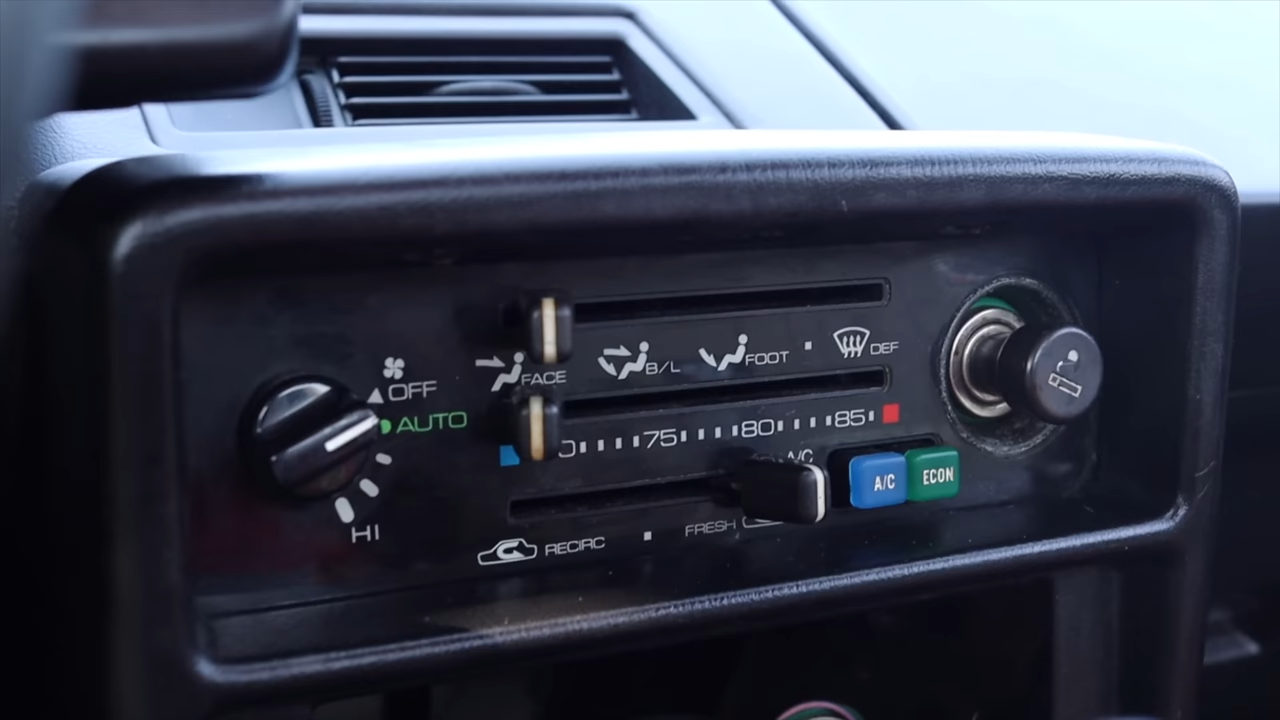 OFF
AUTO
HI
FACE B/L FOOT DEF
75 80 85
A/C
A/C ECON
RECIRC FRESH